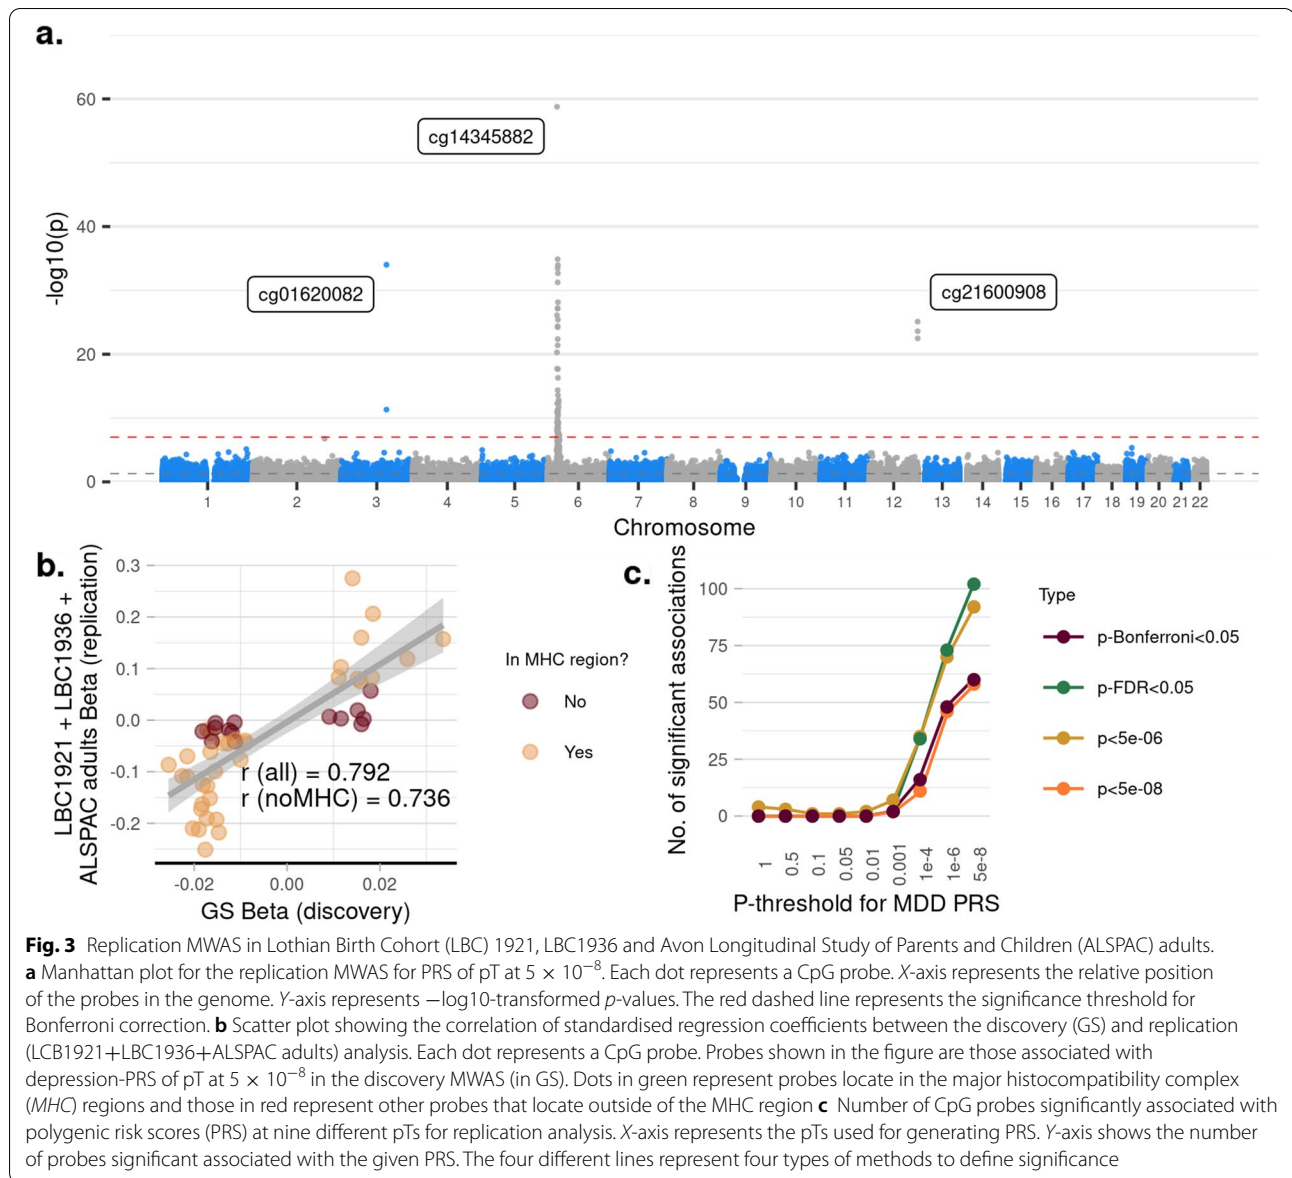 a.
60
40
20
0
-log10(p)
cg14345882
cg01620082
cg21600908
1 2 3 4 5 6 7 8 9 10 11 12 13 14 15 16 17 18 19 20 21 22
Chromosome
b.
0.3
0.2
0.1
0.0
-0.1
-0.2
LBC1921 + LBC1936 +
ALSPAC adults Beta (replication)
r (all) = 0.792
r (noMHC) = 0.736
-0.02 0.00 0.02
GS Beta (discovery)
In MHC region?
No
Yes
c.
100
75
50
25
0
No. of significant associations
1 0.5 0.1 0.05 0.01 0.001 1e-4 1e-6 5e-8
P-threshold for MDD PRS
Type
p-Bonferroni<0.05
p-FDR<0.05
p<5e-06
p<5e-08
Fig. 3 Replication MWAS in Lothian Birth Cohort (LBC) 1921, LBC1936 and Avon Longitudinal Study of Parents and Children (ALSPAC) adults.
a Manhattan plot for the replication MWAS for PRS of pT at 5 × 10−8. Each dot represents a CpG probe. X-axis represents the relative position
of the probes in the genome. Y-axis represents −log10-transformed p-values. The red dashed line represents the significance threshold for
Bonferroni correction. b Scatter plot showing the correlation of standardised regression coefficients between the discovery (GS) and replication
(LCB1921+LBC1936+ALSPAC adults) analysis. Each dot represents a CpG probe. Probes shown in the figure are those associated with
depression-PRS of pT at 5 × 10−8 in the discovery MWAS (in GS). Dots in green represent probes locate in the major histocompatibility complex
(MHC) regions and those in red represent other probes that locate outside of the MHC region c Number of CpG probes significantly associated with
polygenic risk scores (PRS) at nine different pTs for replication analysis. X-axis represents the pTs used for generating PRS. Y-axis shows the number
of probes significant associated with the given PRS. The four different lines represent four types of methods to define significance